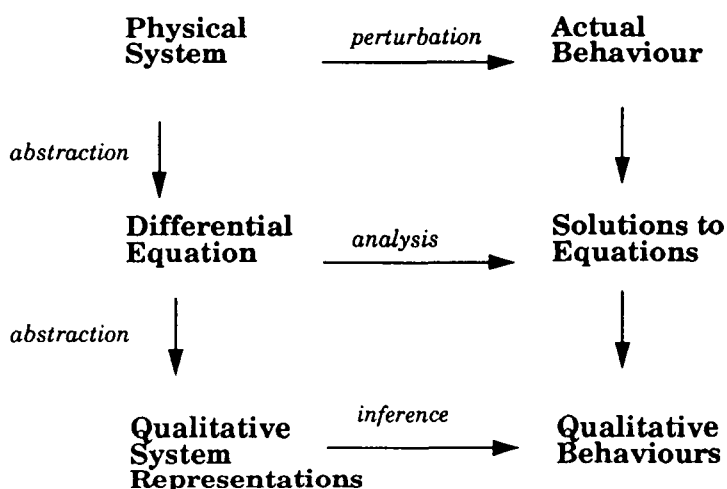 Physical
System
perturbation
Actual
Behaviour
abstraction
Differential
Equation
analysis
Solutions to
Equations
abstraction
Qualitative
System
Representations
inference
Qualitative
Behaviours